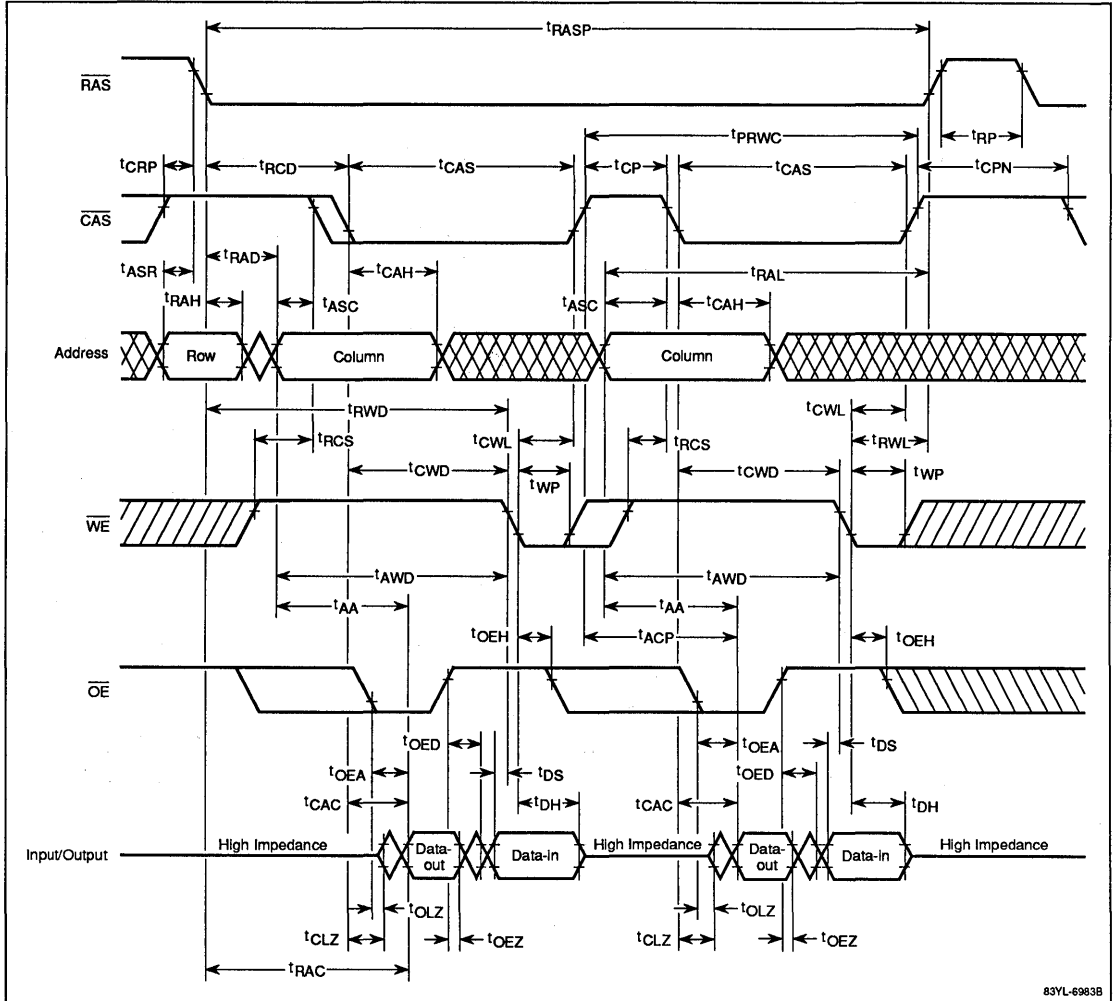 tRASP
RAS
tRP
tPRWC
tCRP tRCD tCAS tCP tCAS tCPN
CAS
tASR tRAD tCAH tRAL
tRAH tASC tASC tCAH
Address Row Column Column
tRWD tCWL
tRCS tCWL tRCS tRWL
tCWD tWP tCWD tWP
WE
tAWD tAWD
tAA tAA
tOEH tACP tOEH
OE
tOED tOEA tDS
tOEA tDS tOED
tCAC tDH tCAC tDH
Input/Output High Impedance Data-out Data-in High Impedance Data-out Data-in High Impedance
tOLZ tOLZ
tCLZ tOEZ tCLZ tOEZ
tRAC
83YL-6983B